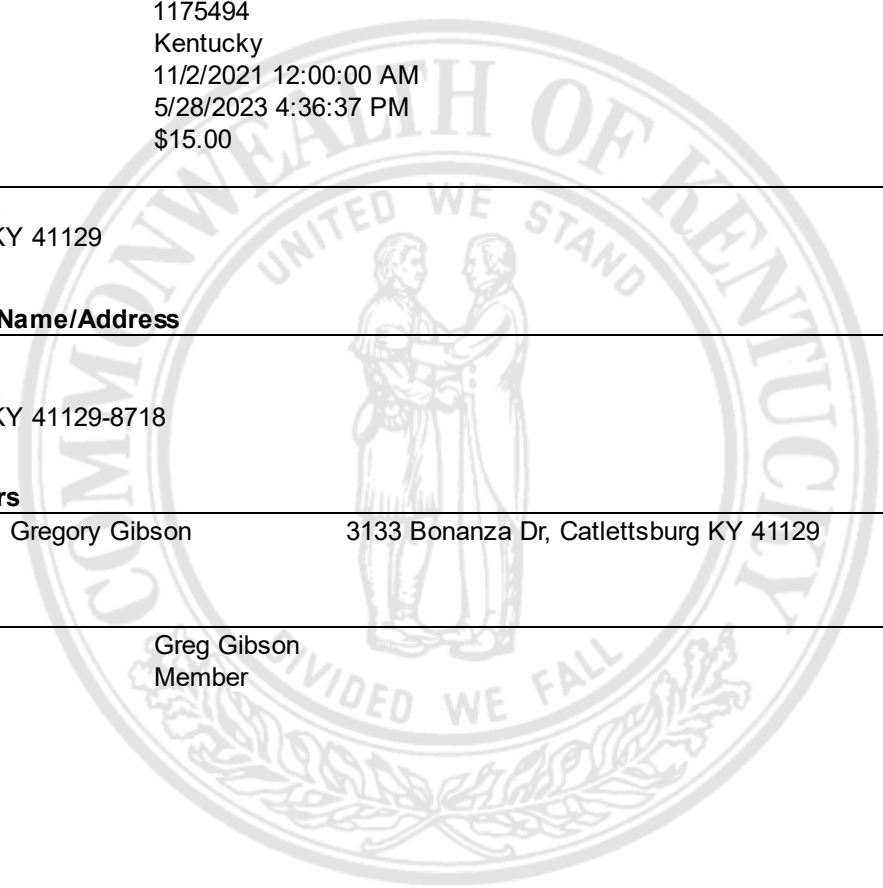 1175494
Kentucky
11/2/2021 12:00:00 AM
5/28/2023 4:36:37 PM
$15.00
KY 41129
Name/Address
KY 41129-8718
rs
Gregory Gibson 3133 Bonanza Dr, Catlettsburg KY 41129
Greg Gibson
Member
COMMONWEALTH OF KENTUCKY
UNITED WE STAND
DIVIDED WE FALL